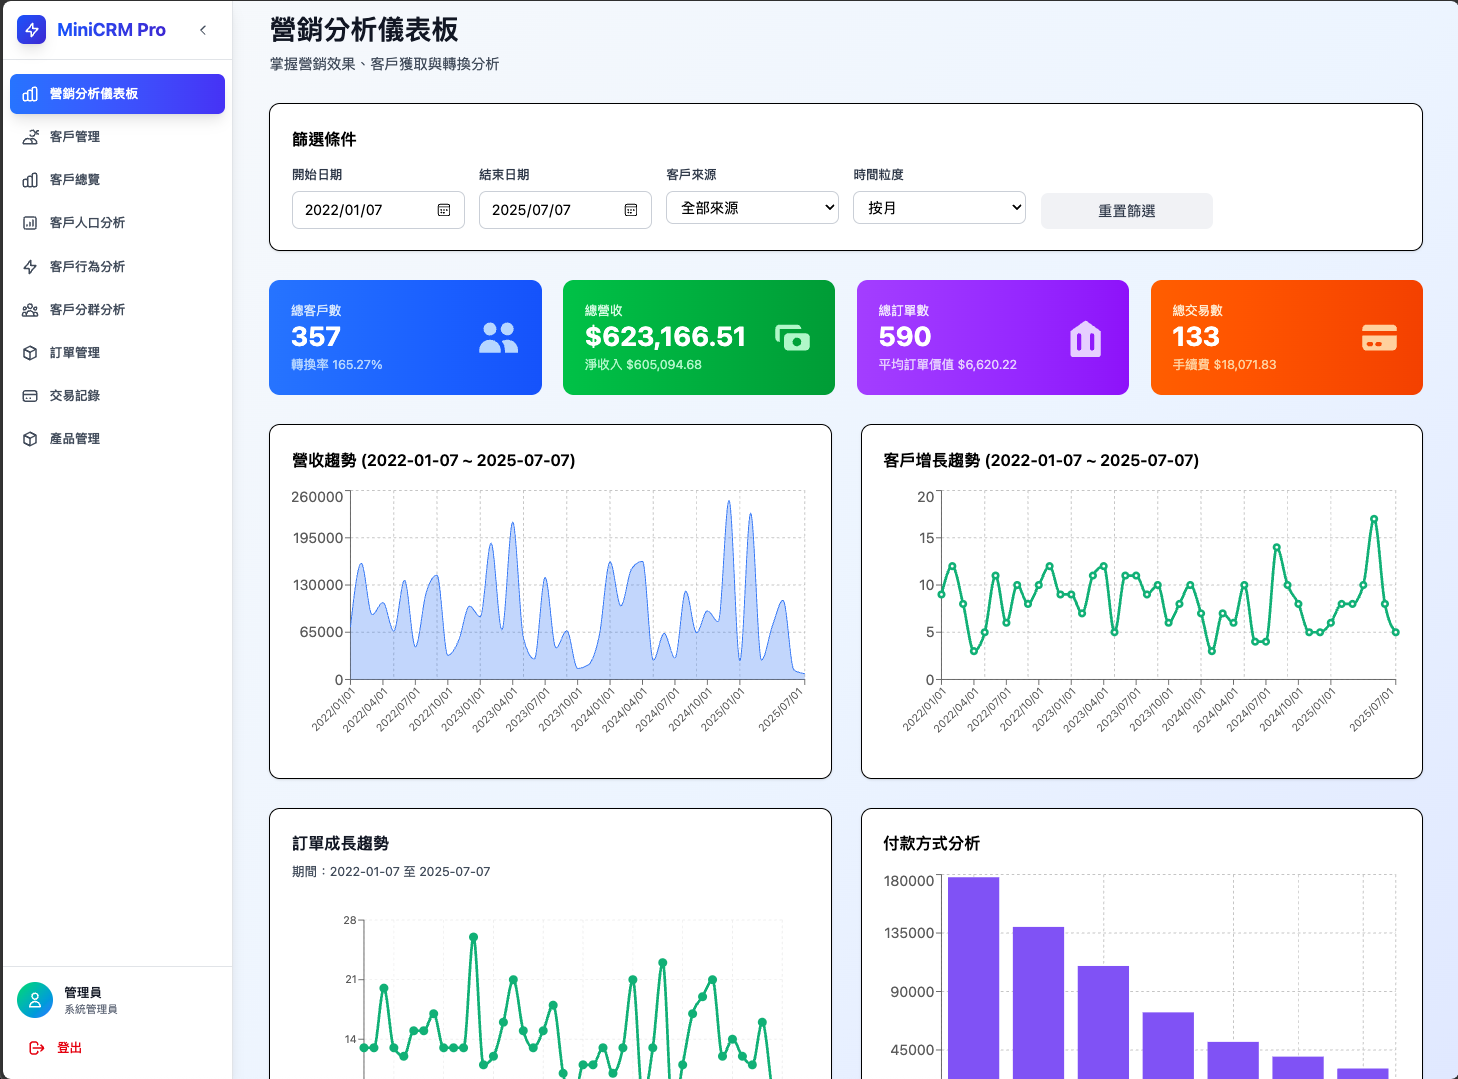 MiniCRM Pro
營銷分析儀表板
客戶管理
客戶總覽
客戶人口分析
客戶行為分析
客戶分群分析
訂單管理
交易記錄
產品管理
管理員
系統管理員
登出
營銷分析儀表板
掌握營銷效果、客戶獲取與轉換分析
篩選條件
開始日期
2022/01/07
結束日期
2025/07/07
客戶來源
全部來源
時間粒度
按月
重置篩選
總客戶數
357
轉換率 165.27%
總營收
$623,166.51
淨收入 $605,094.68
總訂單數
590
平均訂單價值 $6,620.22
總交易數
133
手續費 $18,071.83
營收趨勢 (2022-01-07 ~ 2025-07-07)
260000
195000
130000
65000
0
2022/01/01
2022/04/01
2022/07/01
2022/10/01
2023/01/01
2023/04/01
2023/07/01
2023/10/01
2024/01/01
2024/04/01
2024/07/01
2024/10/01
2025/01/01
2025/07/01
客戶增長趨勢 (2022-01-07 ~ 2025-07-07)
20
15
10
5
0
2022/01/01
2022/04/01
2022/07/01
2022/10/01
2023/01/01
2023/04/01
2023/07/01
2023/10/01
2024/01/01
2024/04/01
2024/07/01
2024/10/01
2025/01/01
2025/07/01
訂單成長趨勢
期間：2022-01-07 至 2025-07-07
28
21
14
付款方式分析
180000
135000
90000
45000